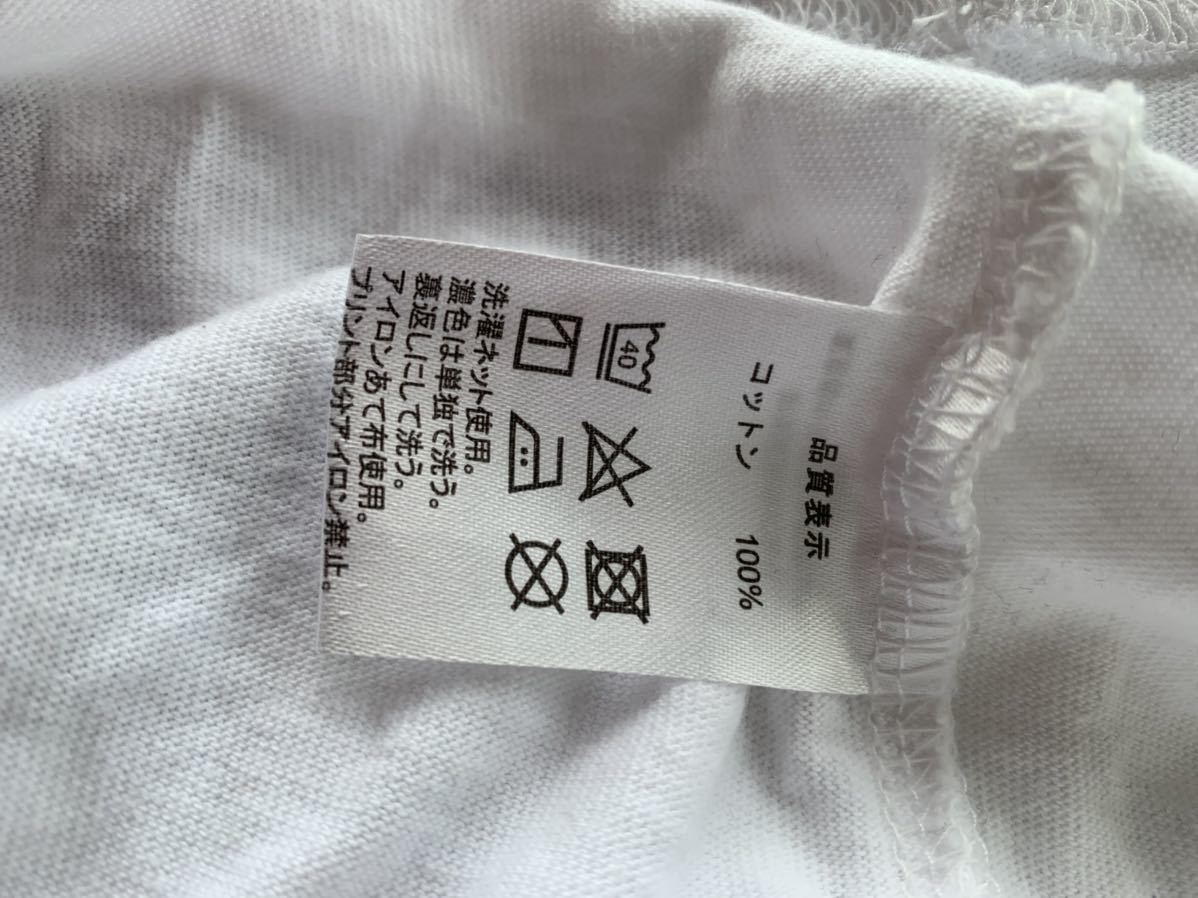 品質表示
コットン 100%
40
洗濯ネット使用。
濃色は単独で洗う。
裏返しにして洗う。
アイロンあて布使用。
プリント部分アイロン禁止。